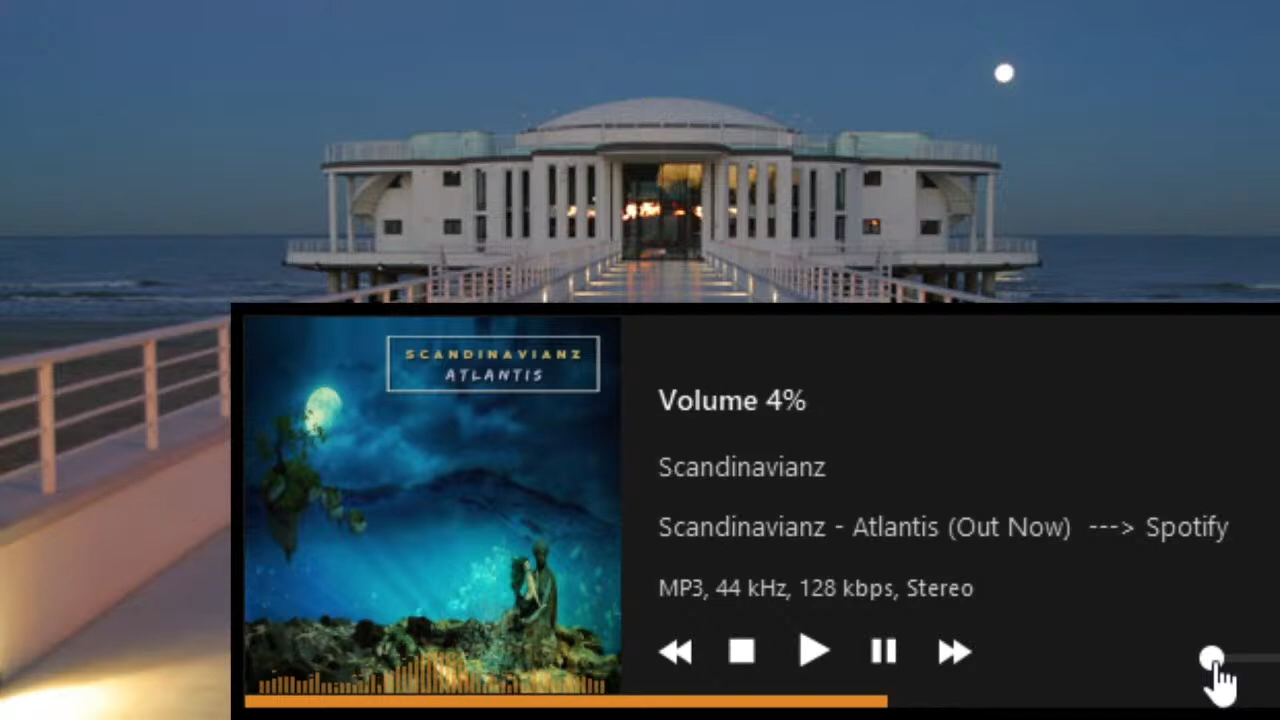 SCANDINAVIANZ
ATLANTIS
Volume 4%
Scandinavianz
Scandinavianz - Atlantis (Out Now) ---> Spotify
MP3, 44 kHz, 128 kbps, Stereo